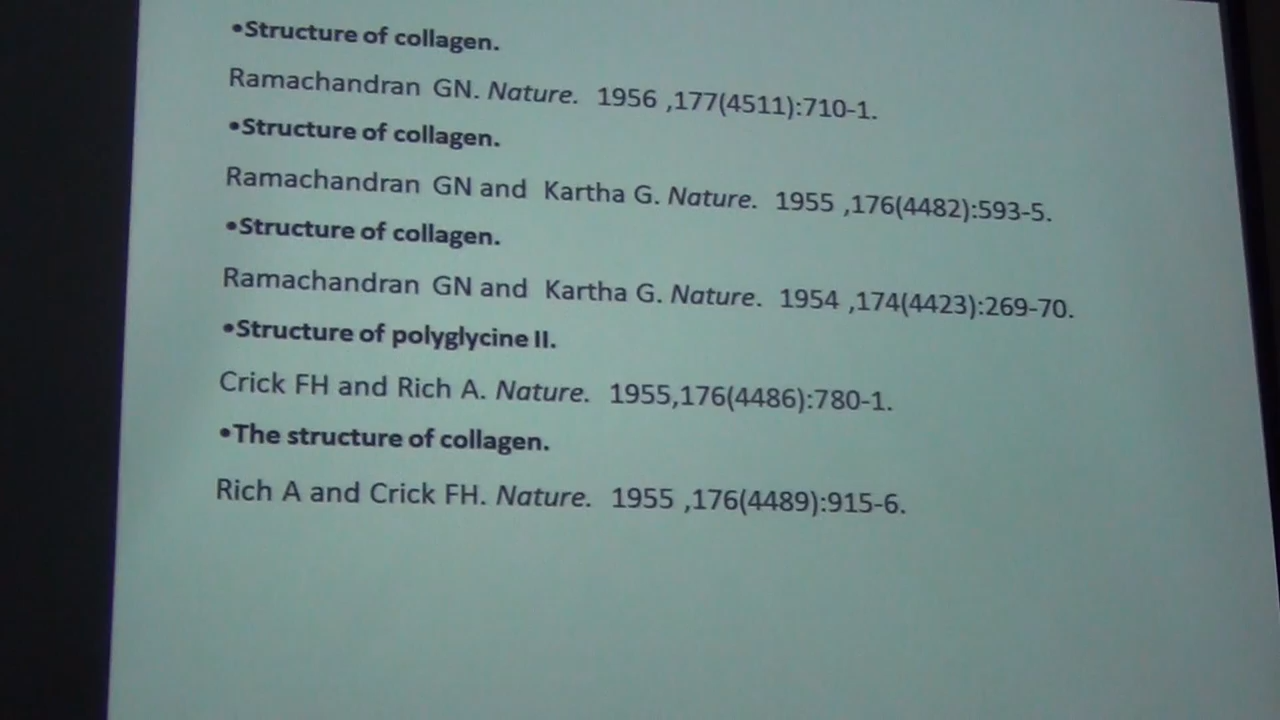 •Structure of collagen.
Ramachandran GN. Nature. 1956 ,177(4511):710-1.
•Structure of collagen.
Ramachandran GN and Kartha G. Nature. 1955 ,176(4482):593-5.
•Structure of collagen.
Ramachandran GN and Kartha G. Nature. 1954 ,174(4423):269-70.
•Structure of polyglycine II.
Crick FH and Rich A. Nature. 1955,176(4486):780-1.
•The structure of collagen.
Rich A and Crick FH. Nature. 1955 ,176(4489):915-6.